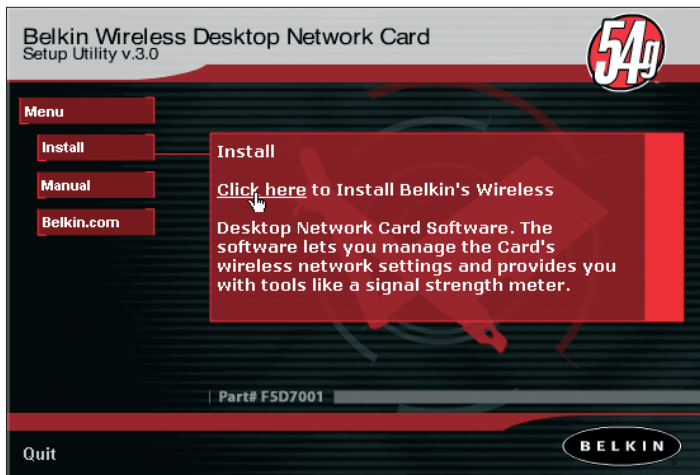 Belkin Wireless Desktop Network Card
Setup Utility v.3.0
54g
Menu
Install
Manual
Belkin.com
Install
Click here to Install Belkin's Wireless
Desktop Network Card Software. The
software lets you manage the Card's
wireless network settings and provides you
with tools like a signal strength meter.
Part# F5D7001
Quit
BELKIN